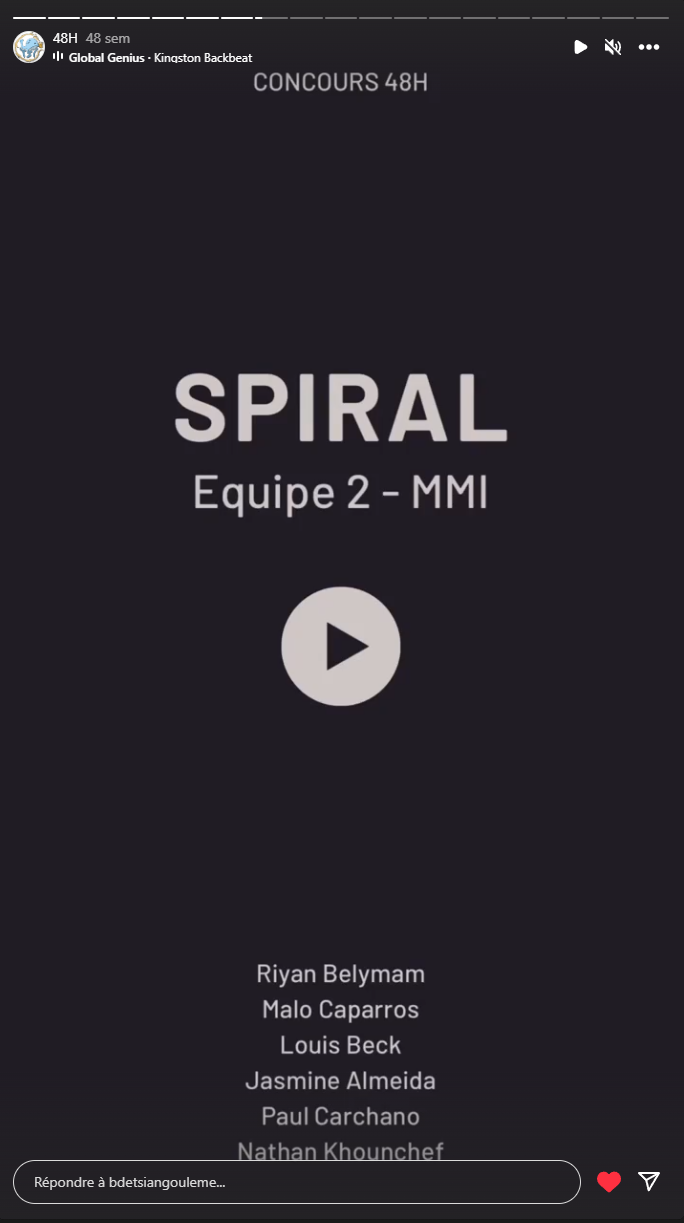 48H 48 sem
Global Genius · Kingston Backbeat
CONCOURS 48H
SPIRAL
Equipe 2 - MMI
Riyan Belymam
Malo Caparros
Louis Beck
Jasmine Almeida
Paul Carchano
Nathan Khounchef
Répondre à bdetsiangouleme...